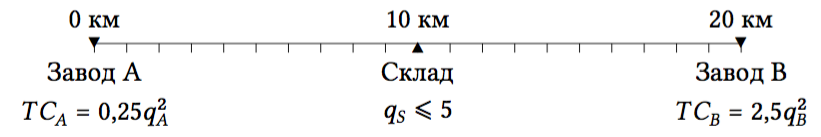 0 км 10 км 20 км
Завод A Склад Завод B
TC_A = 0,25q_A^2 q_S ⩽ 5 TC_B = 2,5q_B^2